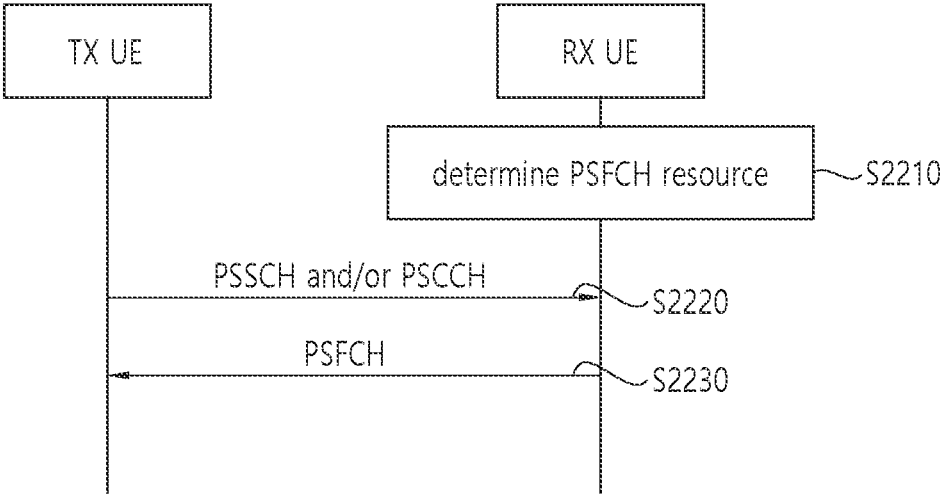 TX UE
RX UE
determine PSFCH resource
S2210
PSSCH and/or PSCCH
S2220
PSFCH
S2230